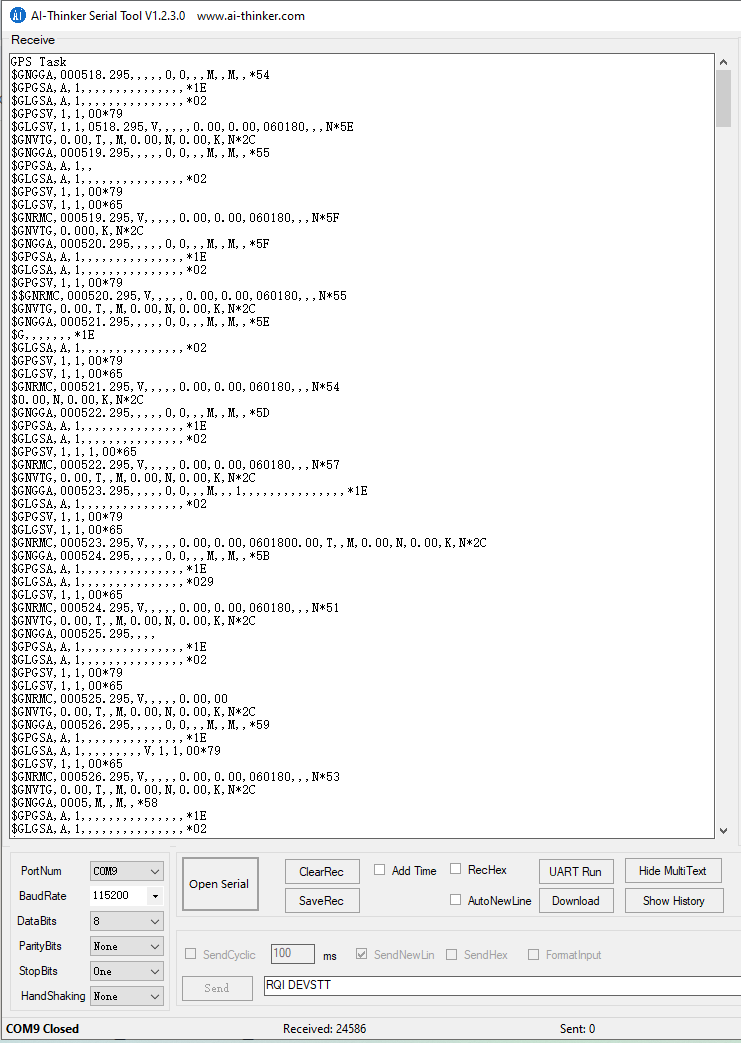 AI-Thinker Serial Tool V1.2.3.0 www.ai-thinker.com
Receive
GPS Task
$GNGGA,000518.295,,,,,0,0,,,M,,M,,*54
$GPGSA,A,1,,,,,,,,,,,,,,,*1E
$GLGSA,A,1,,,,,,,,,,,,,,,*02
$GPGSV,1,1,00*79
$GLGSV,1,1,0518.295,V,,,,,0.00,0.00,060180,,,N*5E
$GNVTG,0.00,T,,M,0.00,N,0.00,K,N*2C
$GNGGA,000519.295,,,,,0,0,,,M,,M,,*55
$GPGSA,A,1,,
$GLGSA,A,1,,,,,,,,,,,,,,,*02
$GPGSV,1,1,00*79
$GLGSV,1,1,00*65
$GNRMC,000519.295,V,,,,,0.00,0.00,060180,,,N*5F
$GNVTG,0.000,K,N*2C
$GNGGA,000520.295,,,,,0,0,,,M,,M,,*5F
$GPGSA,A,1,,,,,,,,,,,,,,,*1E
$GLGSA,A,1,,,,,,,,,,,,,,,*02
$GPGSV,1,1,00*79
$$GNRMC,000520.295,V,,,,,0.00,0.00,060180,,,N*55
$GNVTG,0.00,T,,M,0.00,N,0.00,K,N*2C
$GNGGA,000521.295,,,,,0,0,,,M,,M,,*5E
$G,,,,,,,*1E
$GLGSA,A,1,,,,,,,,,,,,,,,*02
$GPGSV,1,1,00*79
$GLGSV,1,1,00*65
$GNRMC,000521.295,V,,,,,0.00,0.00,060180,,,N*54
$0.00,N,0.00,K,N*2C
$GNGGA,000522.295,,,,,0,0,,,M,,M,,*5D
$GPGSA,A,1,,,,,,,,,,,,,,,*1E
$GLGSA,A,1,,,,,,,,,,,,,,,*02
$GPGSV,1,1,1,00*65
$GNRMC,000522.295,V,,,,,0.00,0.00,060180,,,N*57
$GNVTG,0.00,T,,M,0.00,N,0.00,K,N*2C
$GNGGA,000523.295,,,,,0,0,,,M,,,1,,,,,,,,,,,,,,,*1E
$GLGSA,A,1,,,,,,,,,,,,,,,*02
$GPGSV,1,1,00*79
$GLGSV,1,1,00*65
$GNRMC,000523.295,V,,,,,0.00,0.00,0601800.00,T,,M,0.00,N,0.00,K,N*2C
$GNGGA,000524.295,,,,,0,0,,,M,,M,,*5B
$GPGSA,A,1,,,,,,,,,,,,,,,*1E
$GLGSA,A,1,,,,,,,,,,,,,,,*029
$GLGSV,1,1,00*65
$GNRMC,000524.295,V,,,,,0.00,0.00,060180,,,N*51
$GNVTG,0.00,T,,M,0.00,N,0.00,K,N*2C
$GNGGA,000525.295,,,,
$GPGSA,A,1,,,,,,,,,,,,,,,*1E
$GLGSA,A,1,,,,,,,,,,,,,,,*02
$GPGSV,1,1,00*79
$GLGSV,1,1,00*65
$GNRMC,000525.295,V,,,,,0.00,00
$GNVTG,0.00,T,,M,0.00,N,0.00,K,N*2C
$GNGGA,000526.295,,,,,0,0,,,M,,M,,*59
$GPGSA,A,1,,,,,,,,,,,,,,,*1E
$GLGSA,A,1,,,,,,,,,V,1,1,00*79
$GLGSV,1,1,00*65
$GNRMC,000526.295,V,,,,,0.00,0.00,060180,,,N*53
$GNVTG,0.00,T,,M,0.00,N,0.00,K,N*2C
$GNGGA,0005,M,,M,,*58
$GPGSA,A,1,,,,,,,,,,,,,,,*1E
$GLGSA,A,1,,,,,,,,,,,,,,,*02
PortNum COM9
BaudRate 115200
DataBits 8
ParityBits None
StopBits One
HandShaking None
Open Serial
ClearRec Add Time RecHex UART Run Hide MultiText
SaveRec AutoNewLine Download Show History
SendCyclic 100 ms SendNewLin SendHex FormatInput
Send RQI DEVSTT
COM9 Closed Received: 24586 Sent: 0